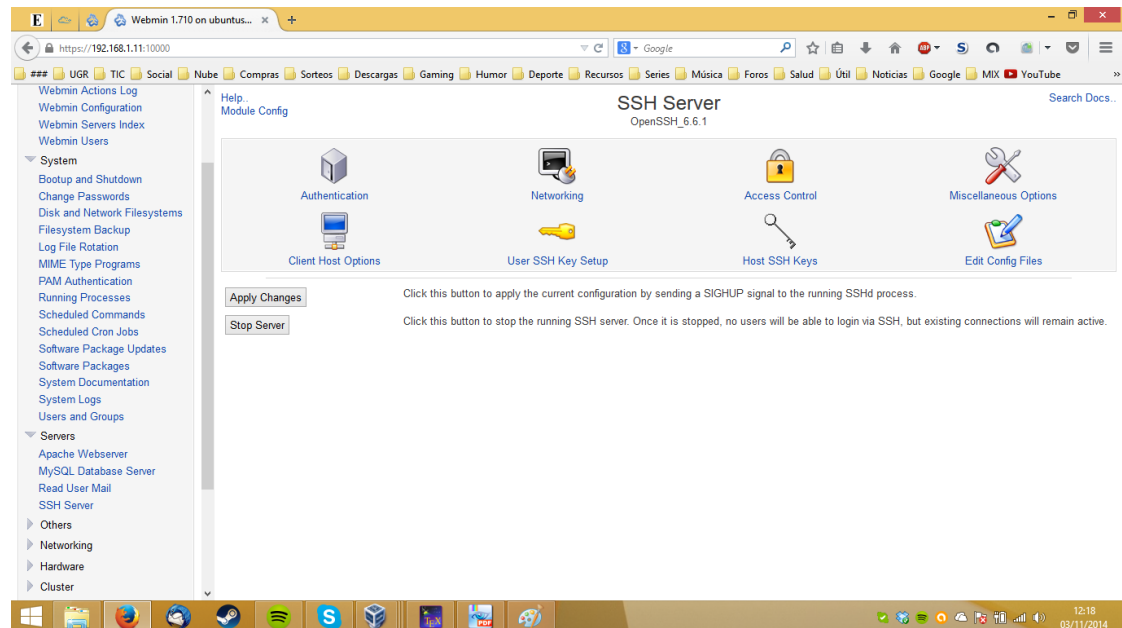 E
Webmin 1.710 on ubuntus... × +
https://192.168.1.11:10000
8 Google
ABP
S
### UGR TIC Social Nube Compras Sorteos Descargas Gaming Humor Deporte Recursos Series Música Foros Salud Útil Noticias Google MIX YouTube »
Webmin Actions Log
Webmin Configuration
Webmin Servers Index
Webmin Users
System
Bootup and Shutdown
Change Passwords
Disk and Network Filesystems
Filesystem Backup
Log File Rotation
MIME Type Programs
PAM Authentication
Running Processes
Scheduled Commands
Scheduled Cron Jobs
Software Package Updates
Software Packages
System Documentation
System Logs
Users and Groups
Servers
Apache Webserver
MySQL Database Server
Read User Mail
SSH Server
Others
Networking
Hardware
Cluster
Help..
Module Config
SSH Server
OpenSSH_6.6.1
Search Docs..
Authentication Networking Access Control Miscellaneous Options
Client Host Options User SSH Key Setup Host SSH Keys Edit Config Files
Apply Changes Click this button to apply the current configuration by sending a SIGHUP signal to the running SSHd process.
Stop Server Click this button to stop the running SSH server. Once it is stopped, no users will be able to login via SSH, but existing connections will remain active.
S
TEX
PDF
12:18
03/11/2014